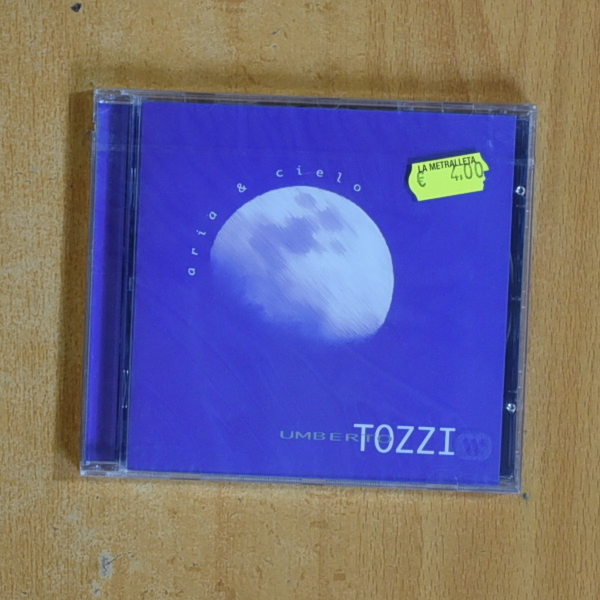 LA METRALLETA
€ 4,00
aria & cielo
UMBERTO
TOZZI